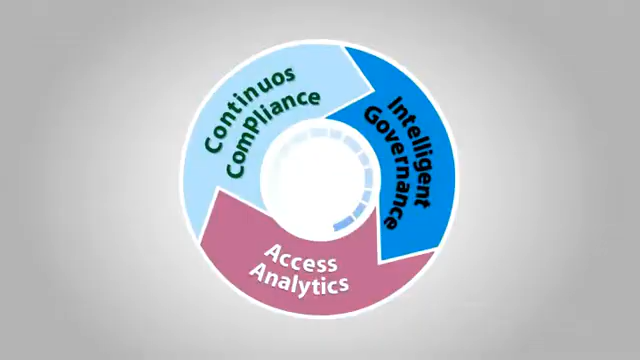 Continuos
ComPliance
Intelligent
Governance
Access
Analytics